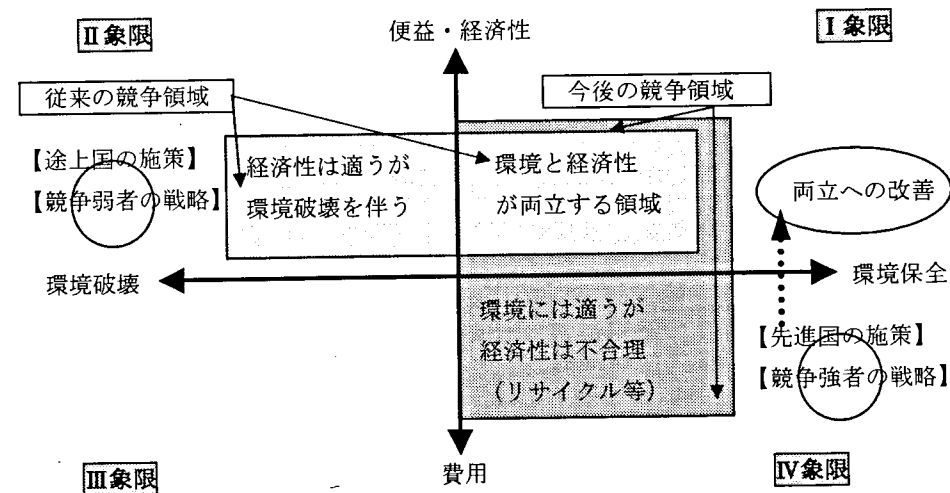 Ⅱ象限
便益・経済性
Ⅰ象限
従来の競争領域
今後の競争領域
【途上国の施策】
【競争弱者の戦略】
経済性は適うが
環境破壊を伴う
環境と経済性
が両立する領域
両立への改善
環境破壊
環境保全
環境には適うが
経済性は不合理
(リサイクル等)
【先進国の施策】
【競争強者の戦略】
Ⅲ象限
費用
Ⅳ象限